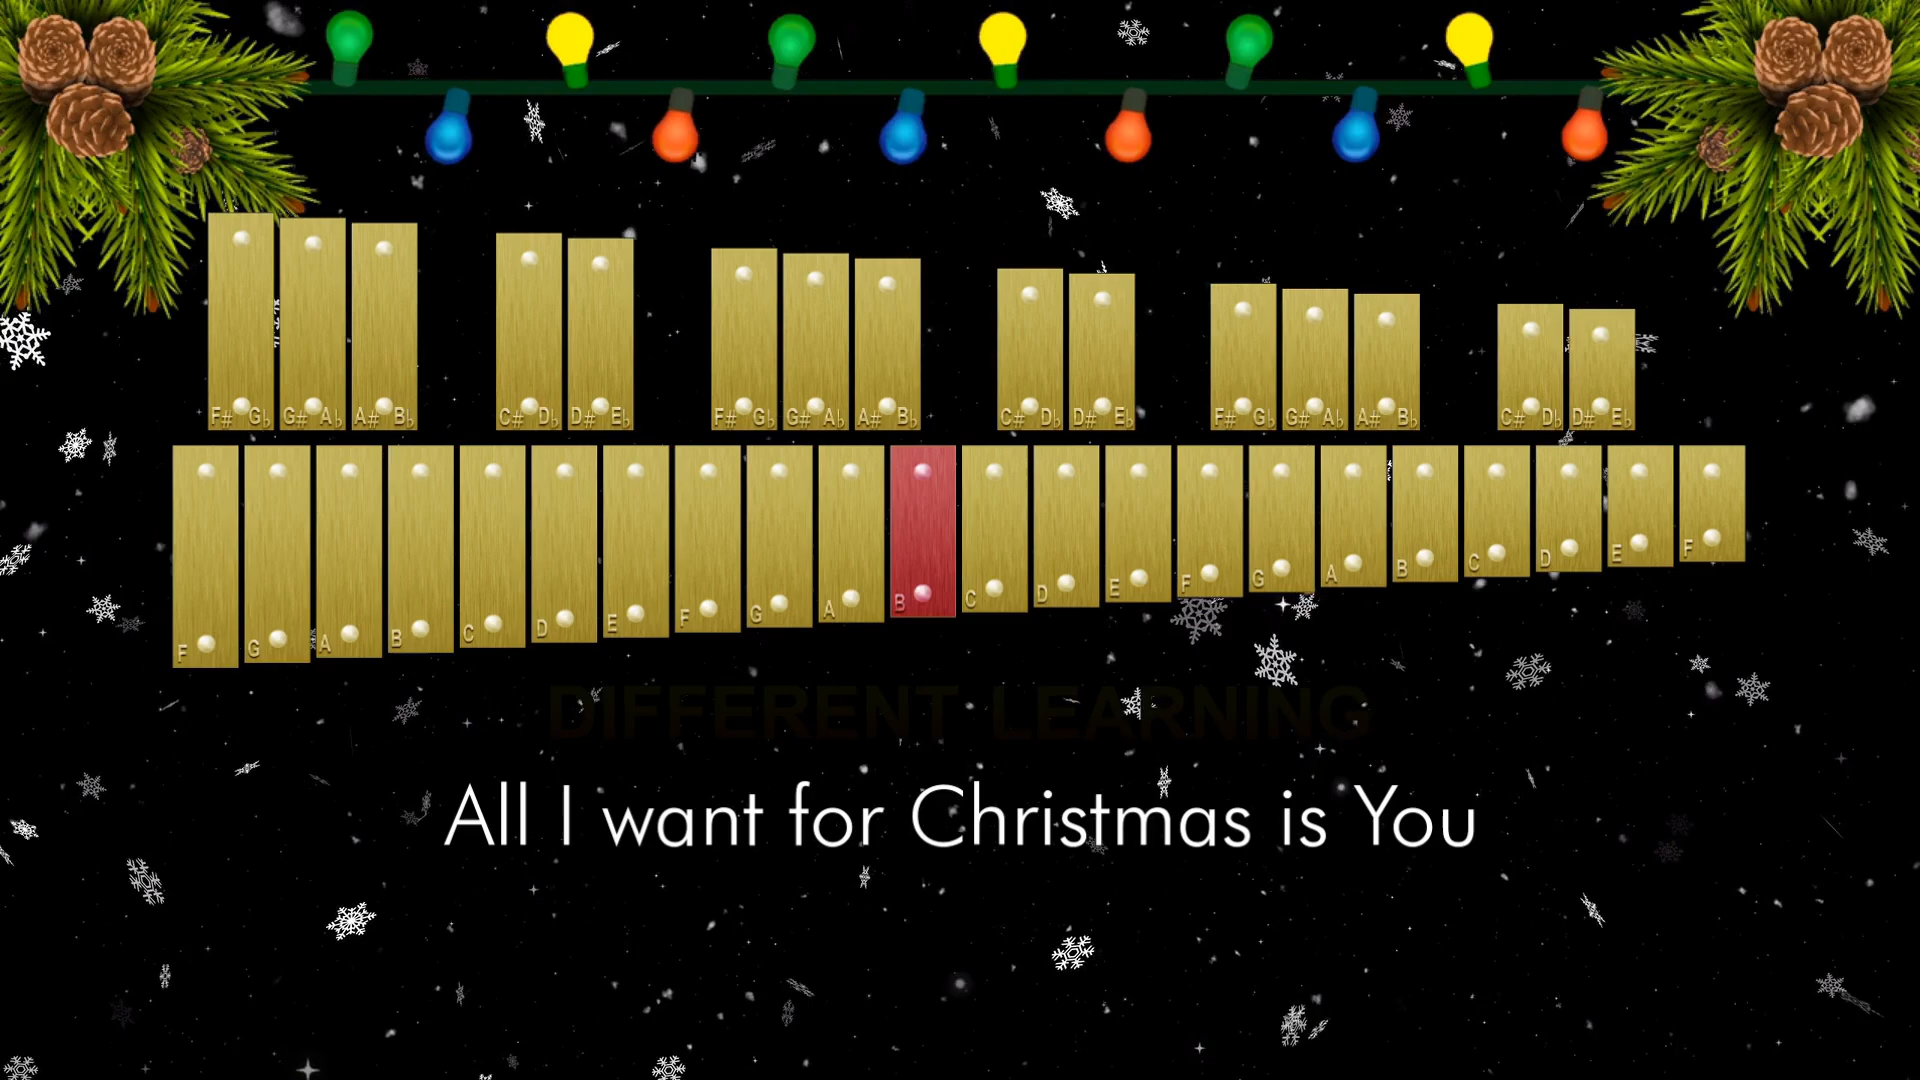 F# G♭ G# A♭ A# B♭ C# D♭ D# E♭ F# G♭ G# A♭ A# B♭ C# D♭ D# E♭ F# G♭ G# A♭ A# B♭ C# D♭ D# E♭
F G A B C D E F G A B C D E F G A B C D E F
DIFFERENT LEARNING
All I want for Christmas is You